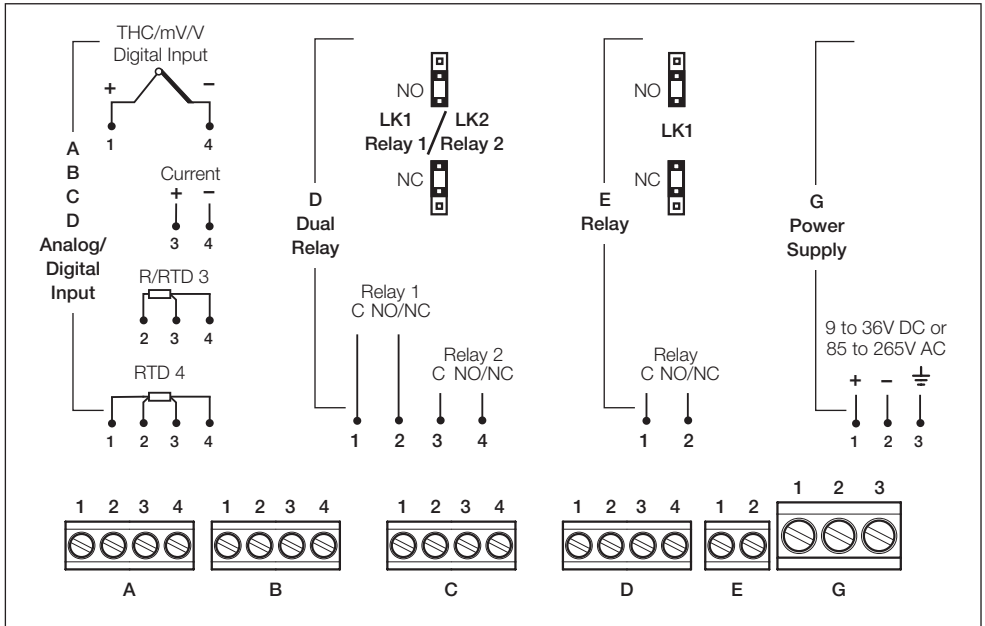 THC/mV/V
Digital Input
+ −
1 4
Current
+ −
3 4
A
B
C
D
Analog/
Digital
Input
R/RTD 3
2 3 4
RTD 4
1 2 3 4
NO
LK1 / LK2
Relay 1 / Relay 2
NC
D
Dual
Relay
Relay 1
C NO/NC
Relay 2
C NO/NC
1 2 3 4
NO
LK1
NC
E
Relay
Relay
C NO/NC
1 2
G
Power
Supply
9 to 36V DC or
85 to 265V AC
+ −
1 2 3
1 2 3 4
A
1 2 3 4
B
1 2 3 4
C
1 2 3 4
D
1 2
E
1 2 3
G